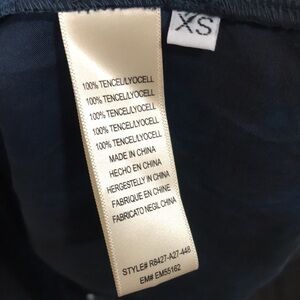 XS
100% TENCEL/LYOCELL
100% TENCEL/LYOCELL
100% TENCEL/LYOCELL
100% TENCEL/LYOCELL
100% TENCEL/LYOCELL
MADE IN CHINA
HECHO EN CHINA
HERGESTELLY IN CHINA
FABRIQUE EN CHINE
FABRICATO NEGIL CHINA
STYLE# R8427-A27-448
EM# EM55162